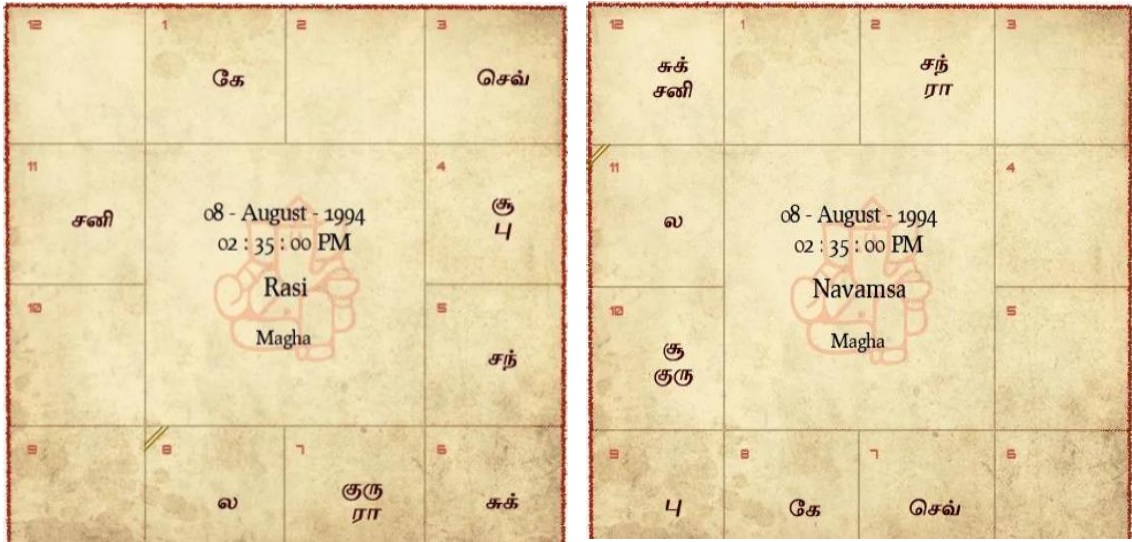 12
1
கே
2
3
செவ்
11
சனி
4
சூ
பு
08 - August - 1994
02 : 35 : 00 PM
Rasi
Magha
10
5
சந்
9
8
ல
7
குரு
ரா
6
சுக்
12
சுக்
சனி
1
2
சந்
ரா
3
11
ல
4
08 - August - 1994
02 : 35 : 00 PM
Navamsa
Magha
10
சூ
குரு
5
9
பு
8
கே
7
செவ்
6